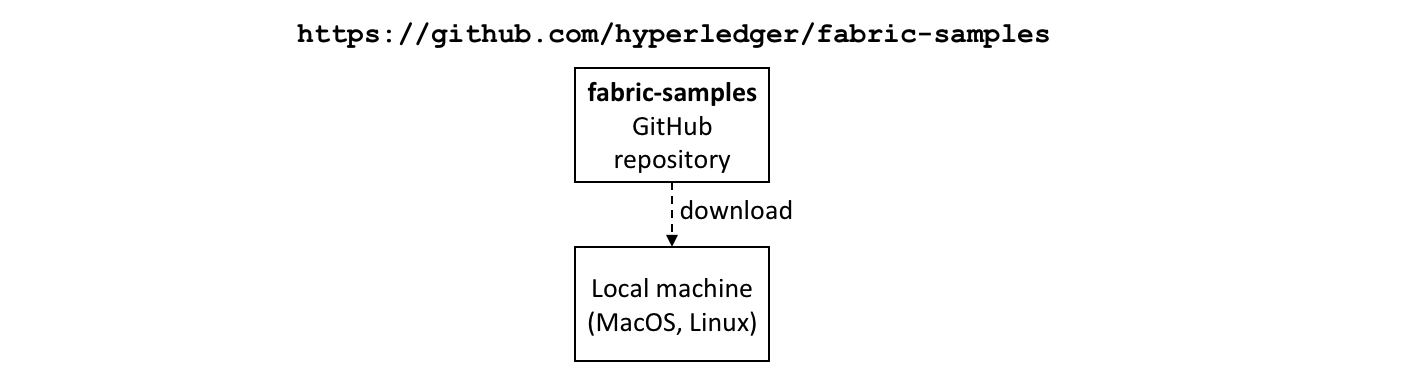 https://github.com/hyperledger/fabric-samples
fabric-samples
GitHub
repository
download
Local machine
(MacOS, Linux)